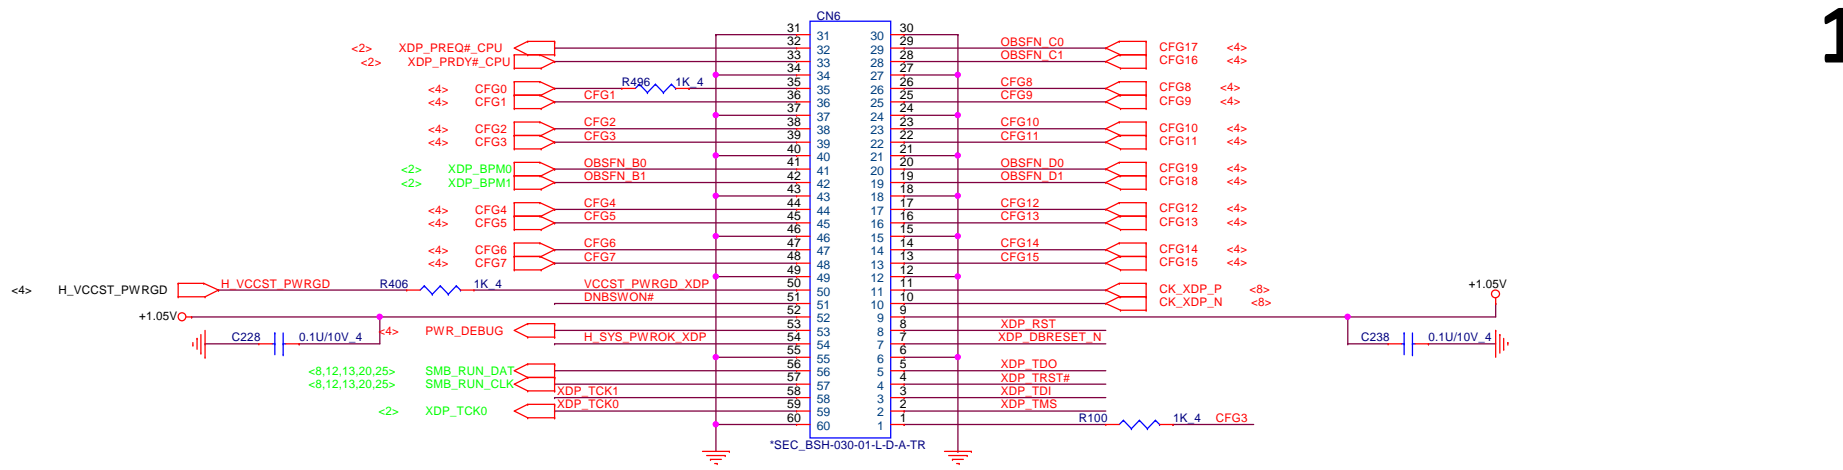 CN6
1
31 31 30 30
<2> XDP_PREQ#_CPU 32 32 29 29 OBSFN_C0 CFG17 <4>
<2> XDP_PRDY#_CPU 33 33 28 28 OBSFN_C1 CFG16 <4>
34 34 27 27
<4> CFG0 R496 1K_4 35 35 26 26 CFG8 CFG8 <4>
<4> CFG1 CFG1 36 36 25 25 CFG9 CFG9 <4>
37 37 24 24
<4> CFG2 CFG2 38 38 23 23 CFG10 CFG10 <4>
<4> CFG3 CFG3 39 39 22 22 CFG11 CFG11 <4>
40 40 21 21
<2> XDP_BPM0 OBSFN_B0 41 41 20 20 OBSFN_D0 CFG19 <4>
<2> XDP_BPM1 OBSFN_B1 42 42 19 19 OBSFN_D1 CFG18 <4>
43 43 18 18
<4> CFG4 CFG4 44 44 17 17 CFG12 CFG12 <4>
<4> CFG5 CFG5 45 45 16 16 CFG13 CFG13 <4>
46 46 15 15
<4> CFG6 CFG6 47 47 14 14 CFG14 CFG14 <4>
<4> CFG7 CFG7 48 48 13 13 CFG15 CFG15 <4>
49 49 12 12
<4> H_VCCST_PWRGD H_VCCST_PWRGD R406 1K_4 VCCST_PWRGD_XDP 50 50 11 11 CK_XDP_P <8> +1.05V
DNBSWON# 51 51 10 10 CK_XDP_N <8>
+1.05V 52 52 9 9
<4> PWR_DEBUG 53 53 8 8 XDP_RST
C228 0.1U/10V_4 H_SYS_PWROK_XDP 54 54 7 7 XDP_DBRESET_N C238 0.1U/10V_4
55 55 6 6
<8,12,13,20,25> SMB_RUN_DAT 56 56 5 5 XDP_TDO
<8,12,13,20,25> SMB_RUN_CLK 57 57 4 4 XDP_TRST#
XDP_TCK1 58 58 3 3 XDP_TDI
<2> XDP_TCK0 XDP_TCK0 59 59 2 2 XDP_TMS
60 60 1 1 R100 1K_4 CFG3
*SEC_BSH-030-01-L-D-A-TR